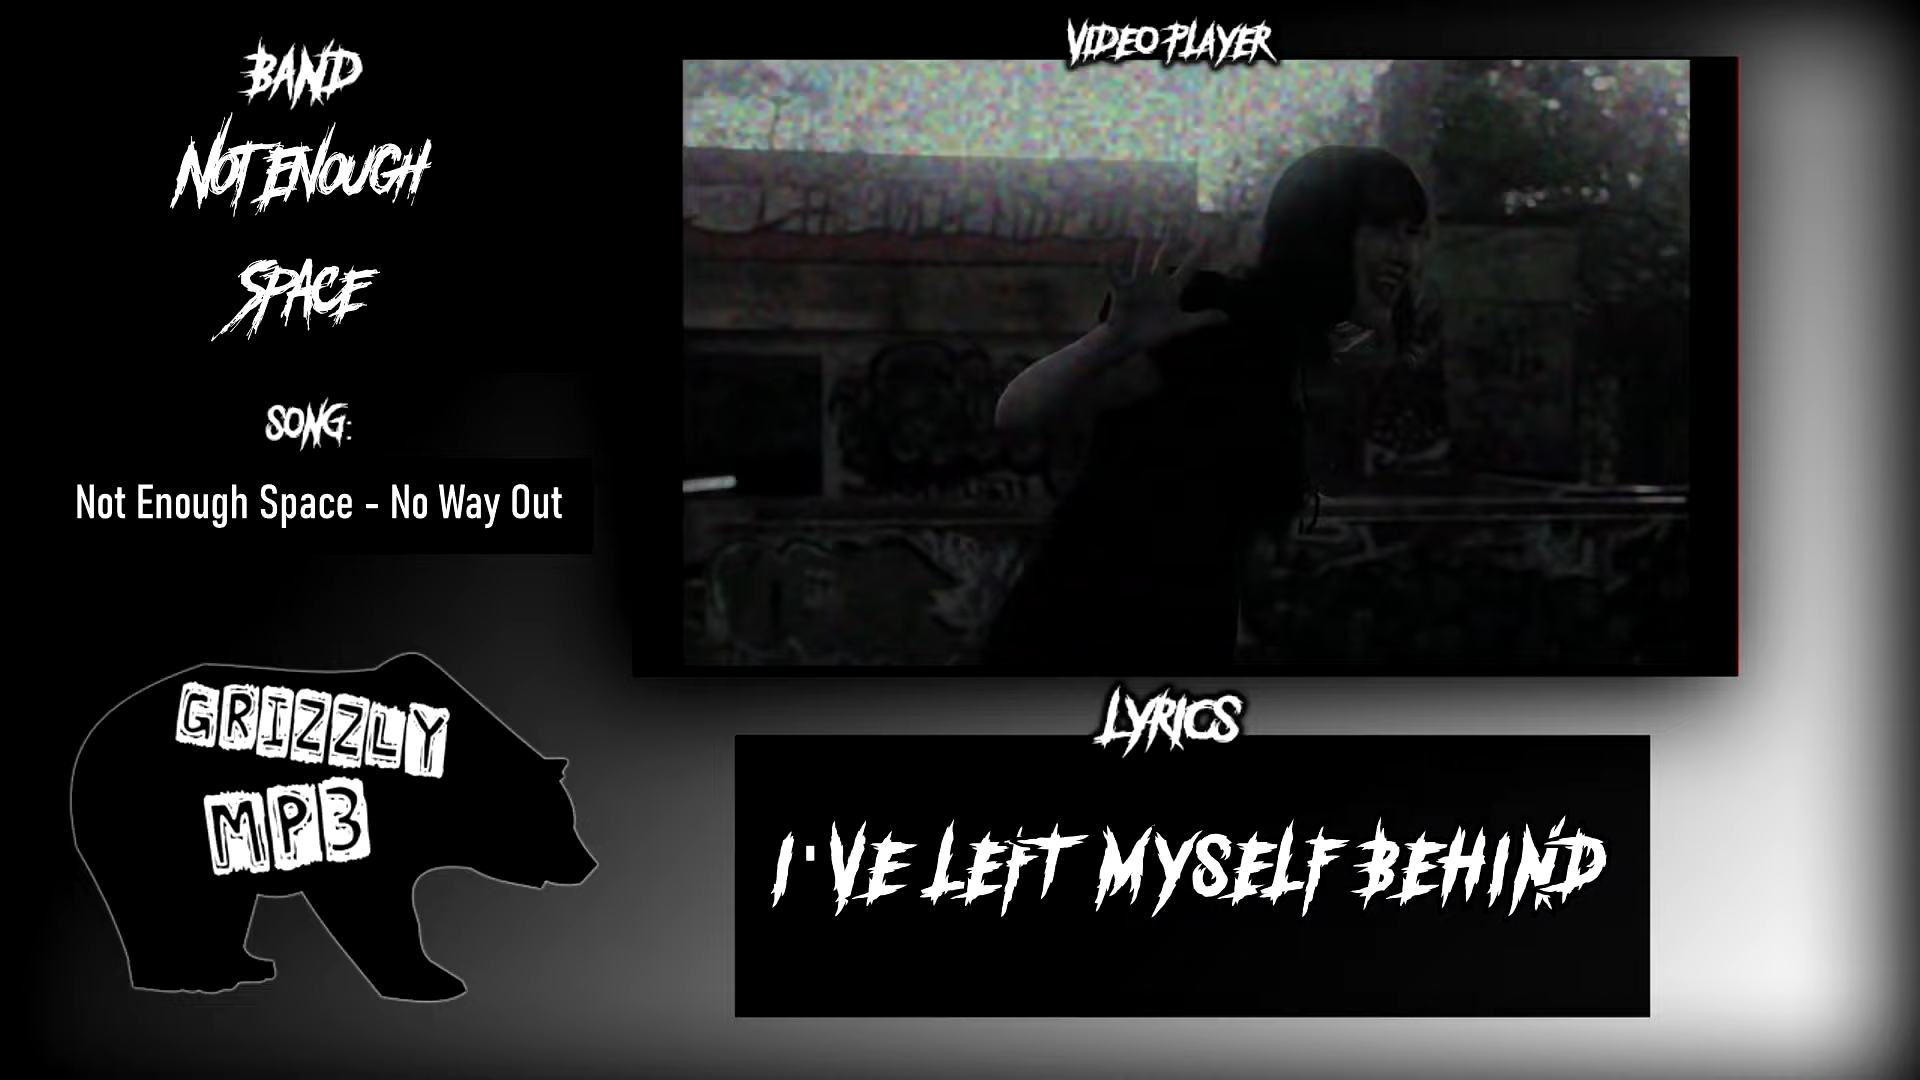 BAND
NOT ENOUGH
SPACE
SONG:
Not Enough Space - No Way Out
GRIZZLY
MP3
VIDEO PLAYER
LYRICS
I'VE LEFT MYSELF BEHIND